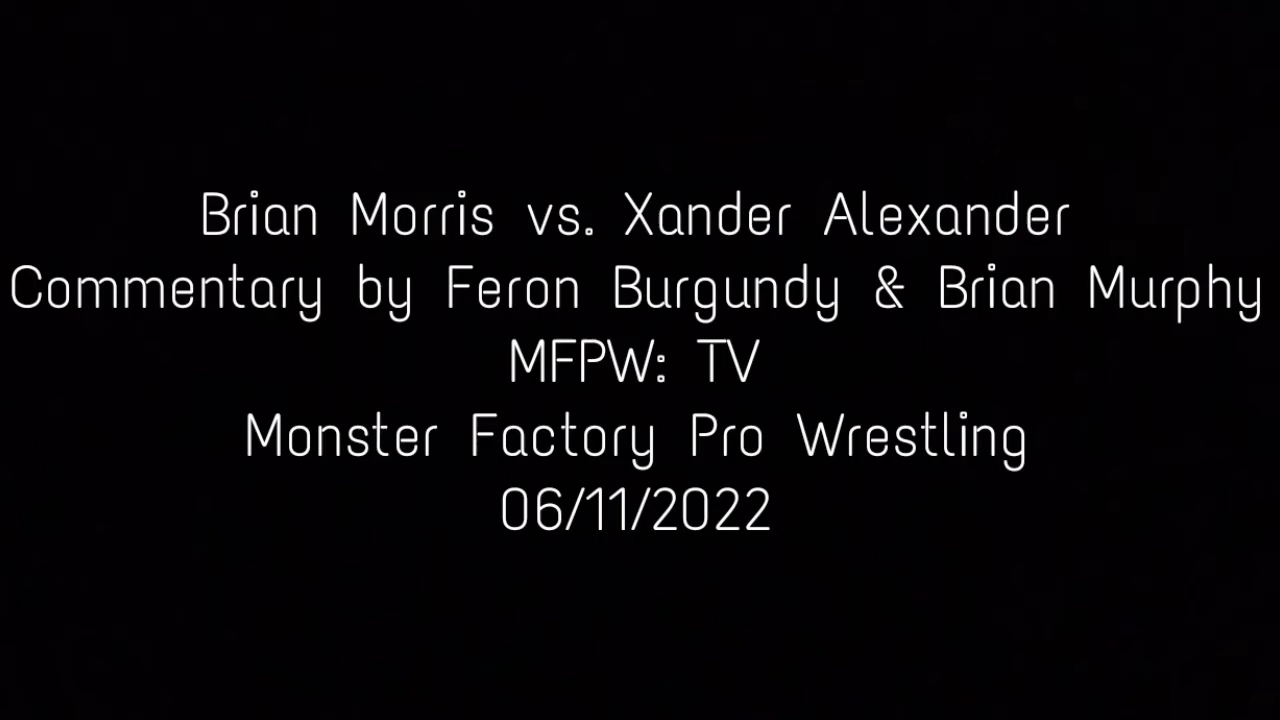 Brian Morris vs. Xander Alexander
Commentary by Feron Burgundy & Brian Murphy
MFPW: TV
Monster Factory Pro Wrestling
06/11/2022